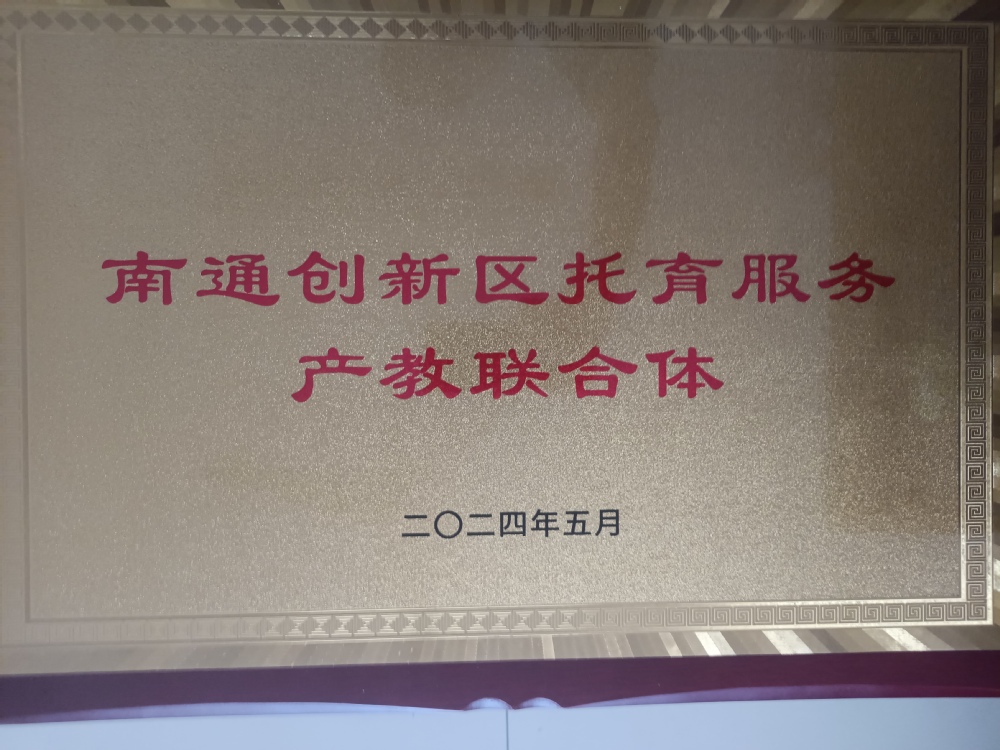 南通创新区托育服务
产教联合体
二〇二四年五月